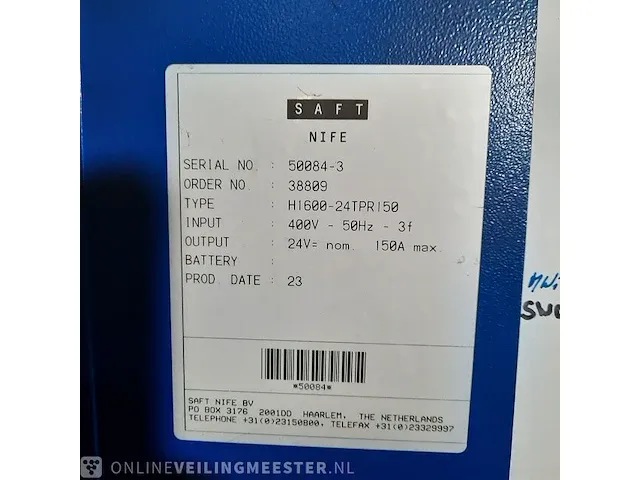 SAFT
NIFE
SERIAL NO. : 50084-3
ORDER NO. : 38809
TYPE : H1600-24TPR150
INPUT : 400V - 50Hz - 3f
OUTPUT : 24V= nom. 150A max.
BATTERY :
PROD. DATE : 23
*50084*
SAFT NIFE BV
PO BOX 3176 2001DD HAARLEM, THE NETHERLANDS
TELEPHONE +31(0)23150800, TELEFAX +31(0)23329997
ONLINEVEILINGMEESTER.NL